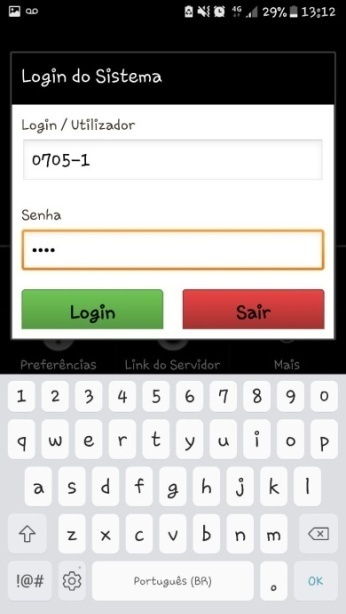 4G 29% 13:12
Login do Sistema
Login / Utilizador
0705-1
Senha
••••
Login Sair
Preferências Link do Servidor Mais
1 2 3 4 5 6 7 8 9 0
q w e r t y u i o p
a s d f g h j k l
z x c v b n m
!@# Português (BR) . OK